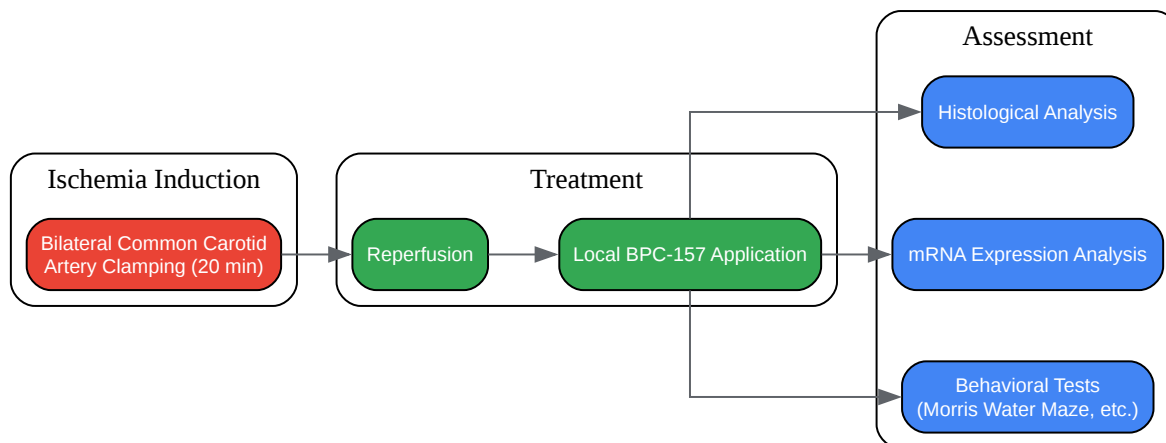 Ischemia Induction
Bilateral Common Carotid
Artery Clamping (20 min)
Treatment
Reperfusion
Local BPC-157 Application
Assessment
Histological Analysis
mRNA Expression Analysis
Behavioral Tests
(Morris Water Maze, etc.)